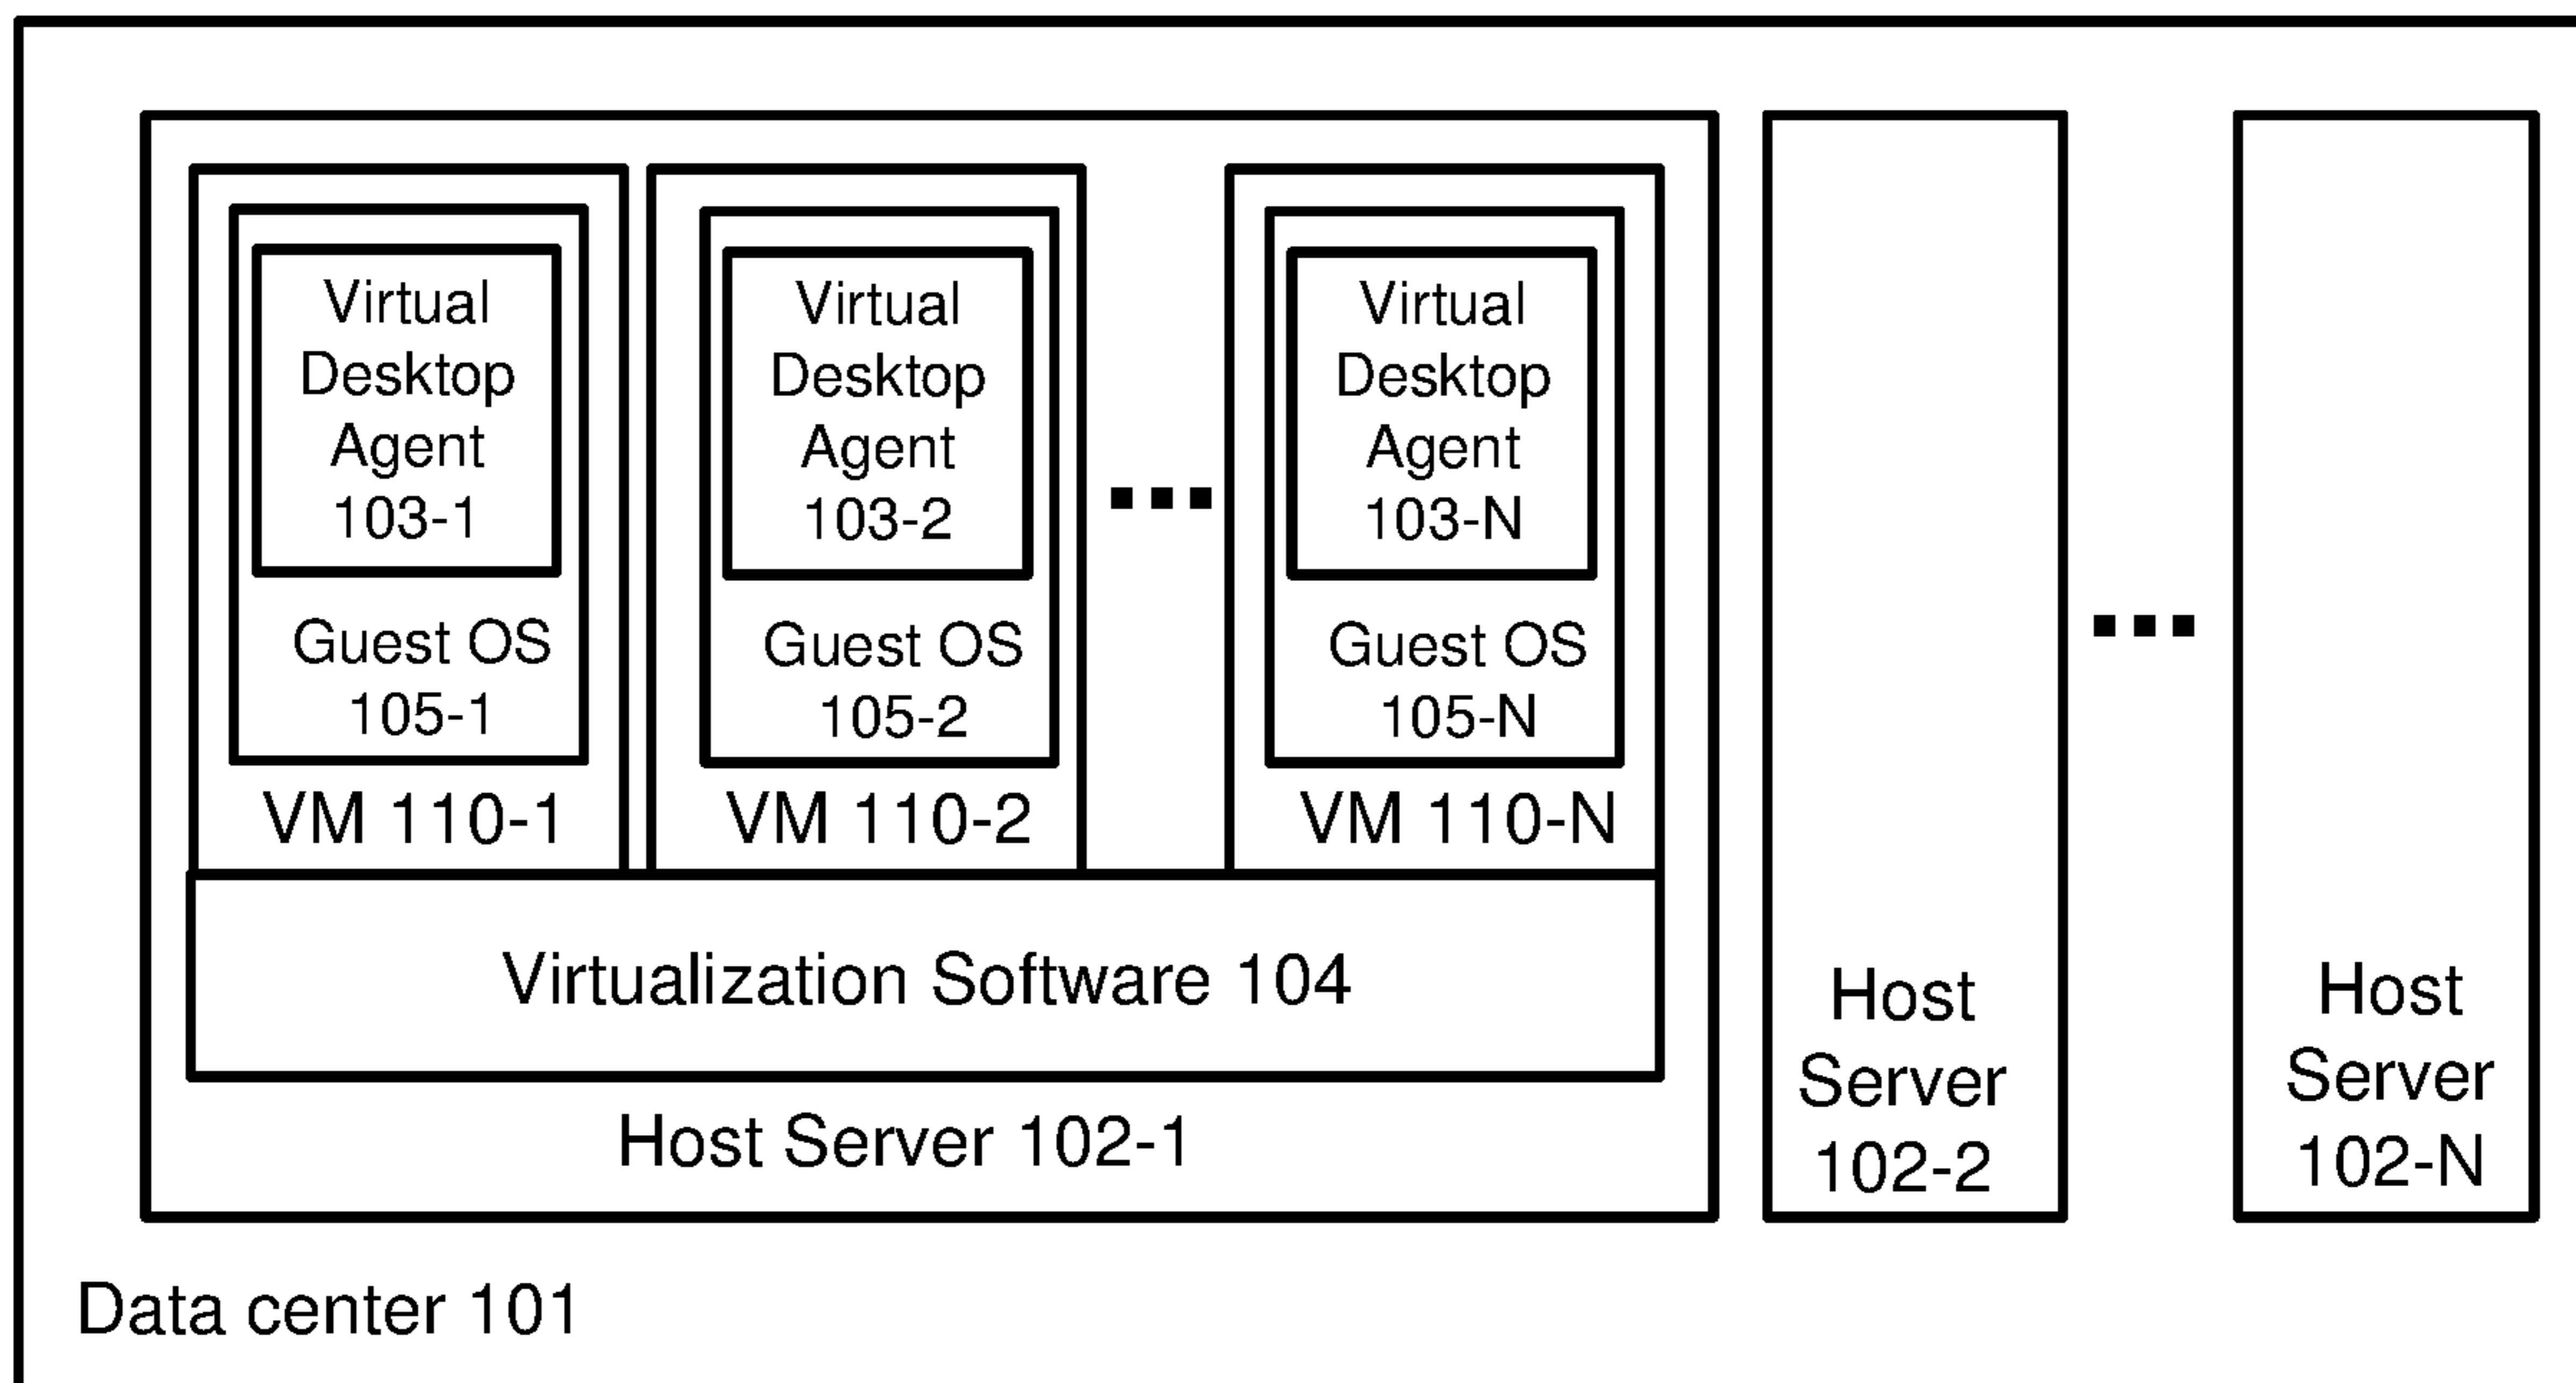 Virtual
Desktop
Agent
103-1
Guest OS
105-1
VM 110-1
Virtual
Desktop
Agent
103-2
Guest OS
105-2
VM 110-2
Virtual
Desktop
Agent
103-N
Guest OS
105-N
VM 110-N
Virtualization Software 104
Host Server 102-1
Host
Server
102-2
Host
Server
102-N
Data center 101